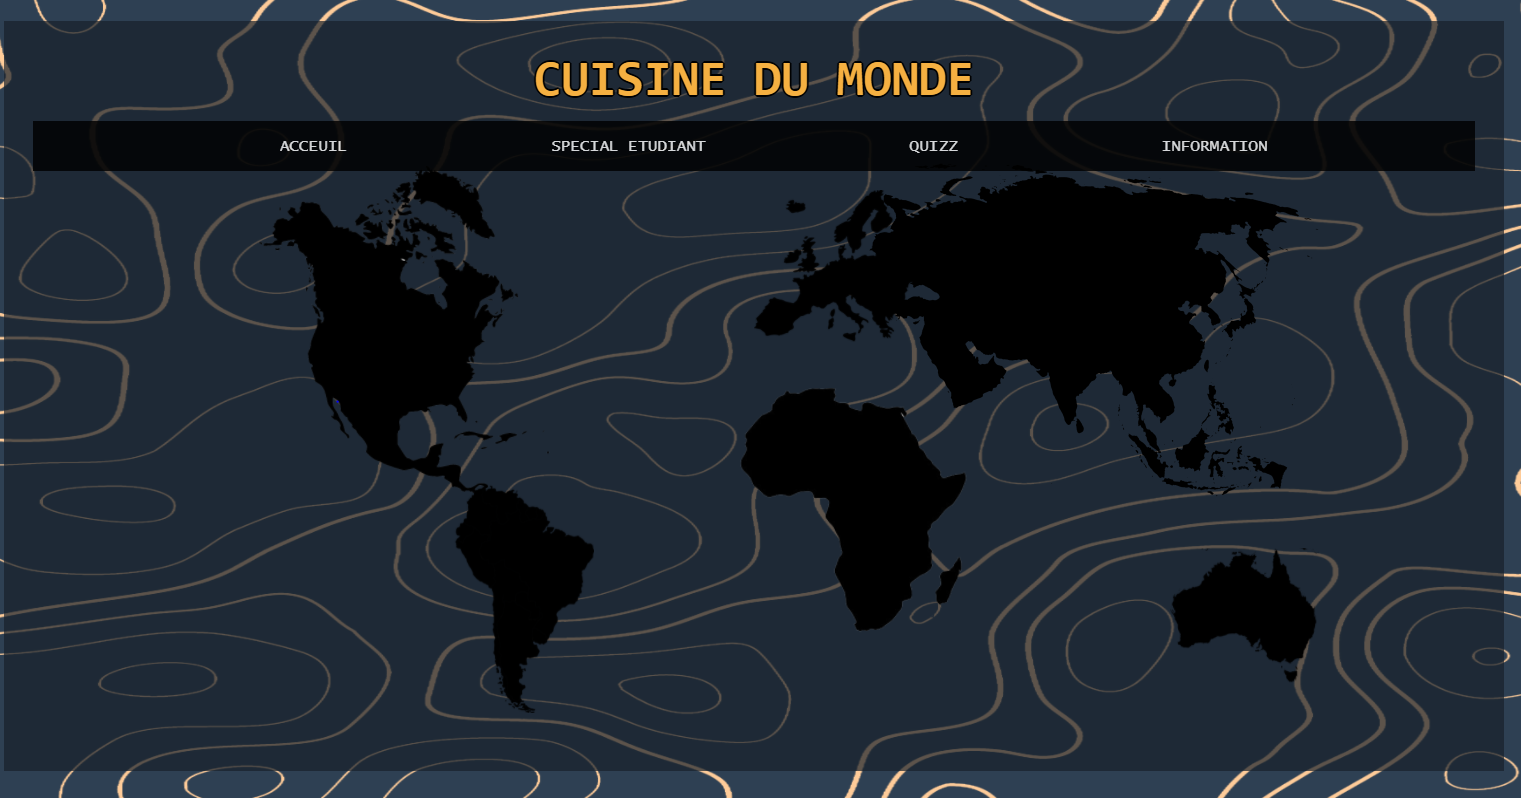 CUISINE DU MONDE
ACCEUIL SPECIAL ETUDIANT QUIZZ INFORMATION